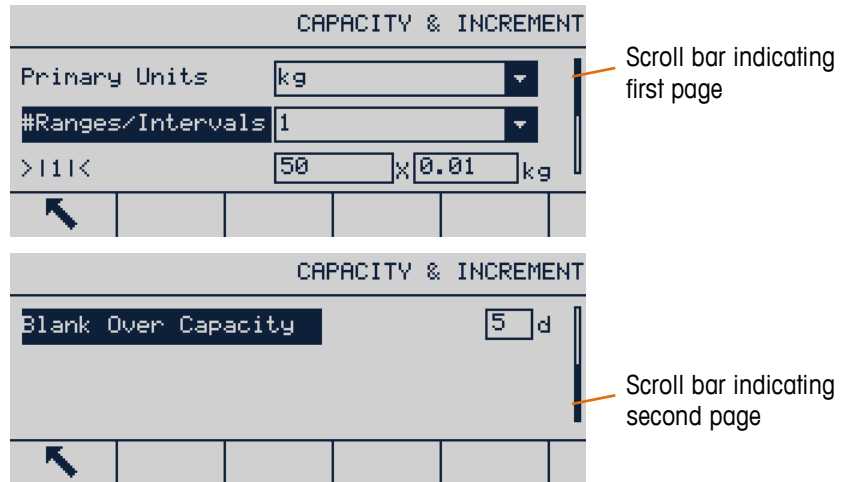 CAPACITY & INCREMENT
Primary Units kg
#Ranges/Intervals 1
>|1|< 50 X 0.01 kg
Scroll bar indicating
first page
CAPACITY & INCREMENT
Blank Over Capacity 5 d
Scroll bar indicating
second page